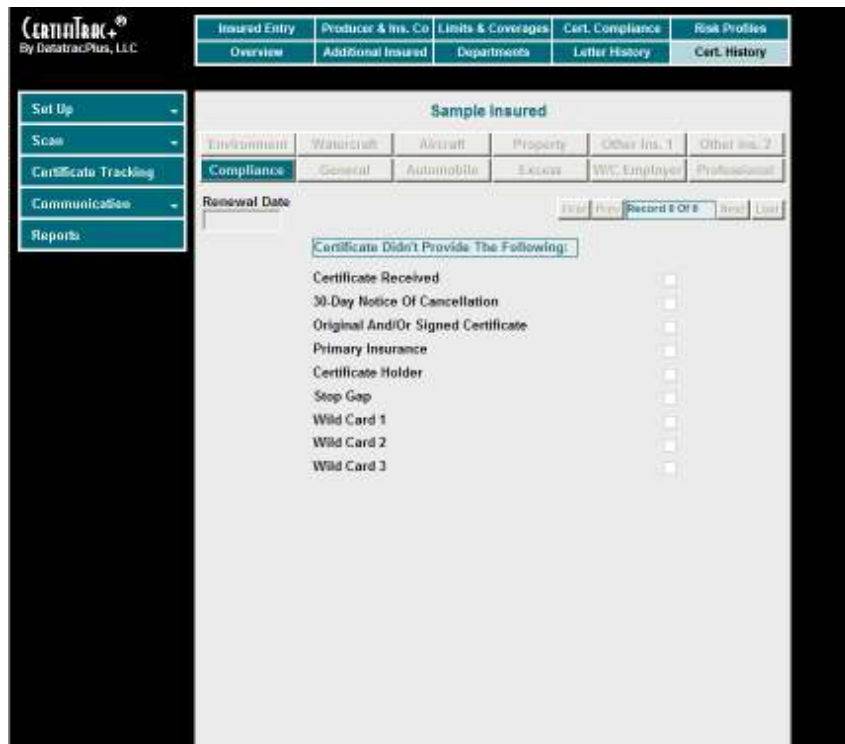 CERTIFITRAC+®
By DatatracPlus, LLC
Insured Entry Producer & Ins. Co Limits & Coverages Cert. Compliance Risk Profiles
Overview Additional Insured Departments Letter History Cert. History
Set Up
Scan
Certificate Tracking
Communication
Reports
Sample Insured
Environment Watercraft Aircraft Property Other Ins. 1 Other Ins. 2
Compliance General Automobile Excess W/C Employer Professional
Renewal Date
First Prev Record 0 Of 0 Next Last
Certificate Didn't Provide The Following:
Certificate Received
30-Day Notice Of Cancellation
Original And/Or Signed Certificate
Primary Insurance
Certificate Holder
Stop Gap
Wild Card 1
Wild Card 2
Wild Card 3